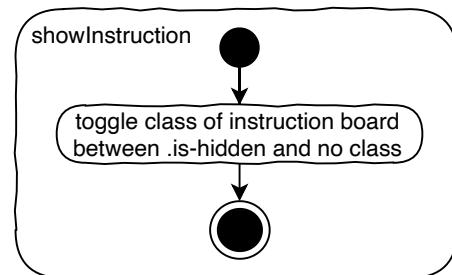 showInstruction
toggle class of instruction board
between .is-hidden and no class